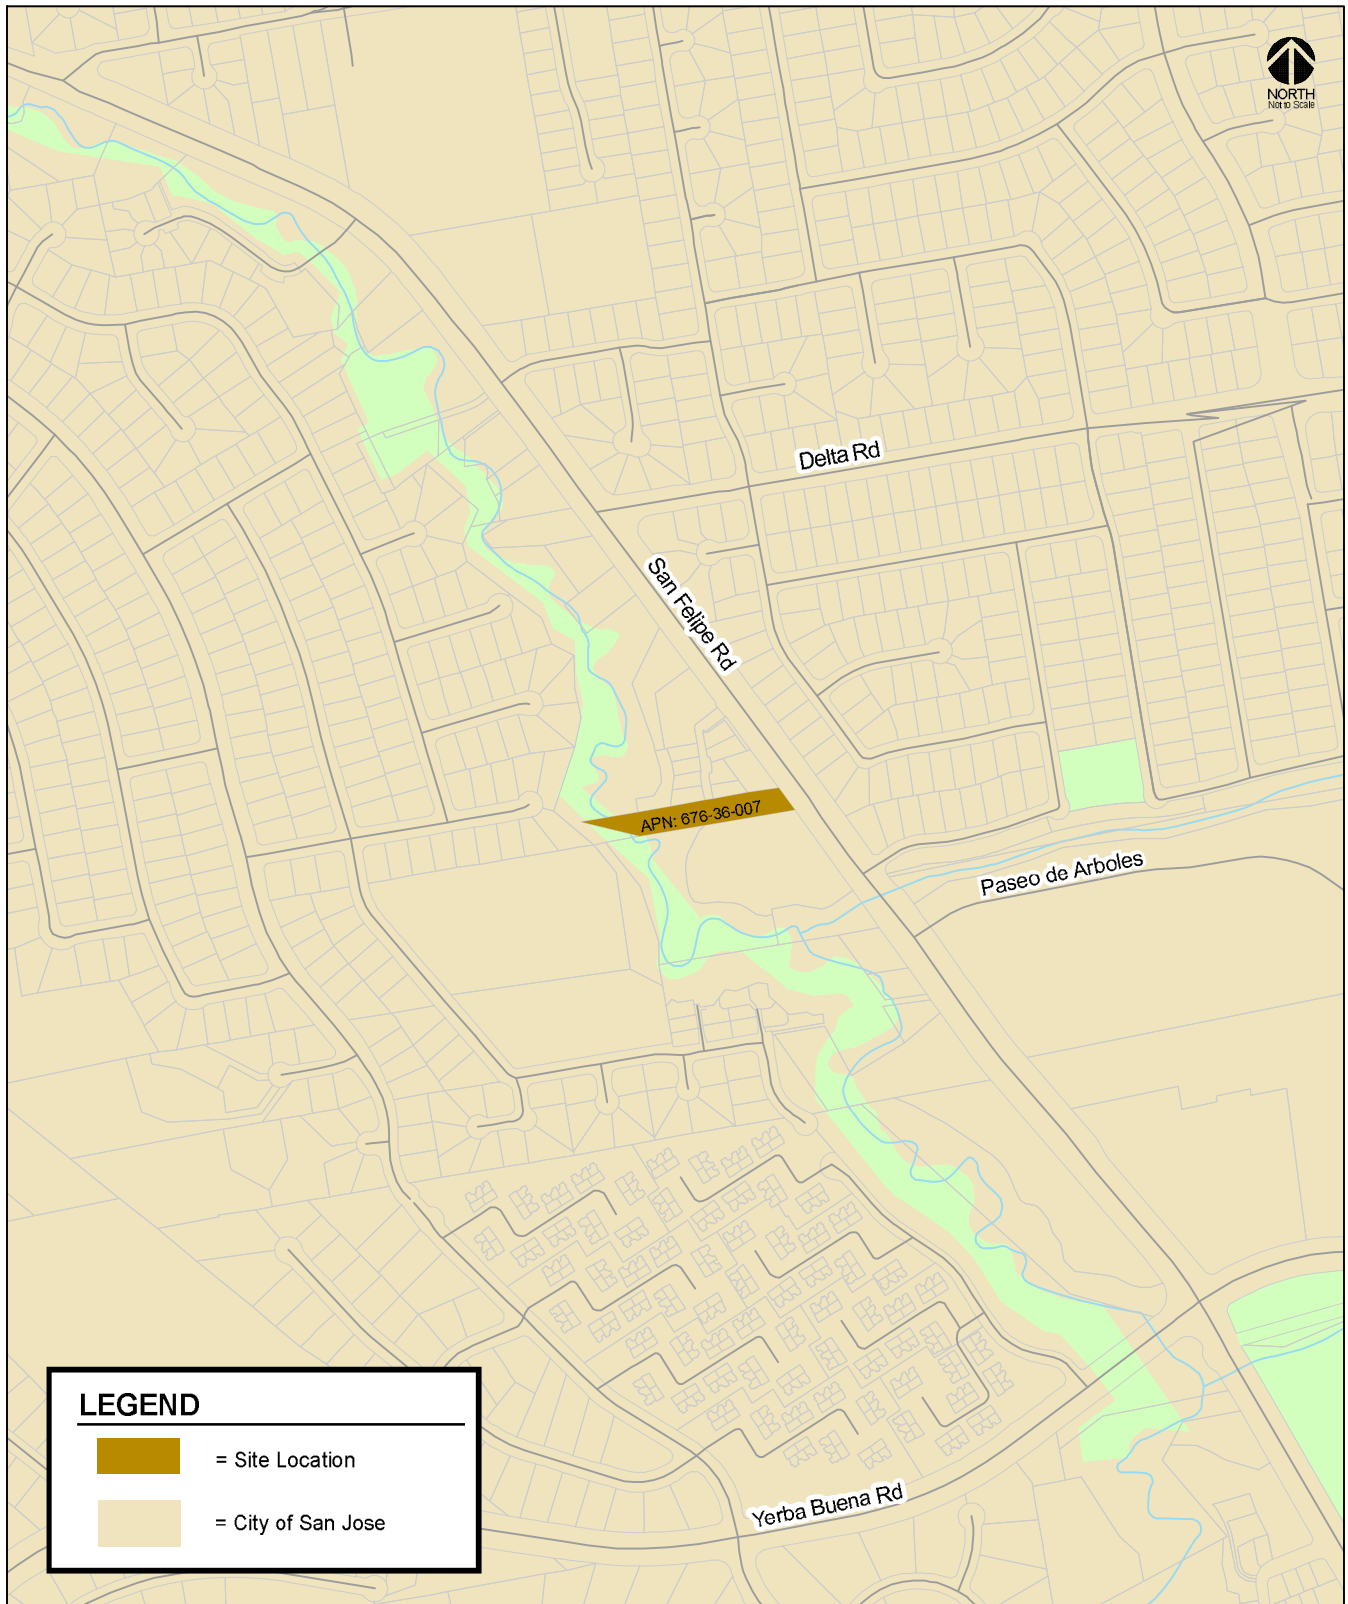 NORTH
Not to Scale
Delta Rd
San Felipe Rd
APN: 676-36-007
Paseo de Arboles
LEGEND
= Site Location
= City of San Jose
Yerba Buena Rd